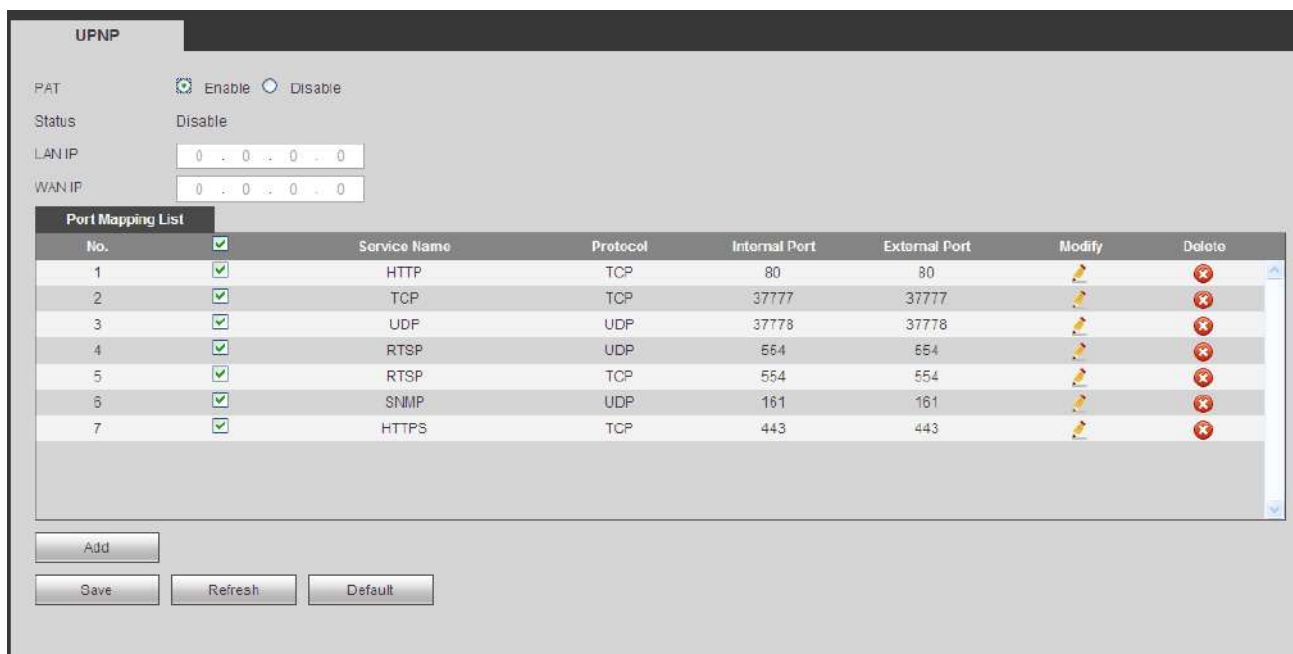 UPNP
PAT Enable Disable
Status Disable
LAN IP 0 . 0 . 0 . 0
WAN IP 0 . 0 . 0 . 0
Port Mapping List
No. Service Name Protocol Internal Port External Port Modify Delete
1 HTTP TCP 80 80
2 TCP TCP 37777 37777
3 UDP UDP 37778 37778
4 RTSP UDP 554 554
5 RTSP TCP 554 554
6 SNMP UDP 161 161
7 HTTPS TCP 443 443
Add
Save Refresh Default